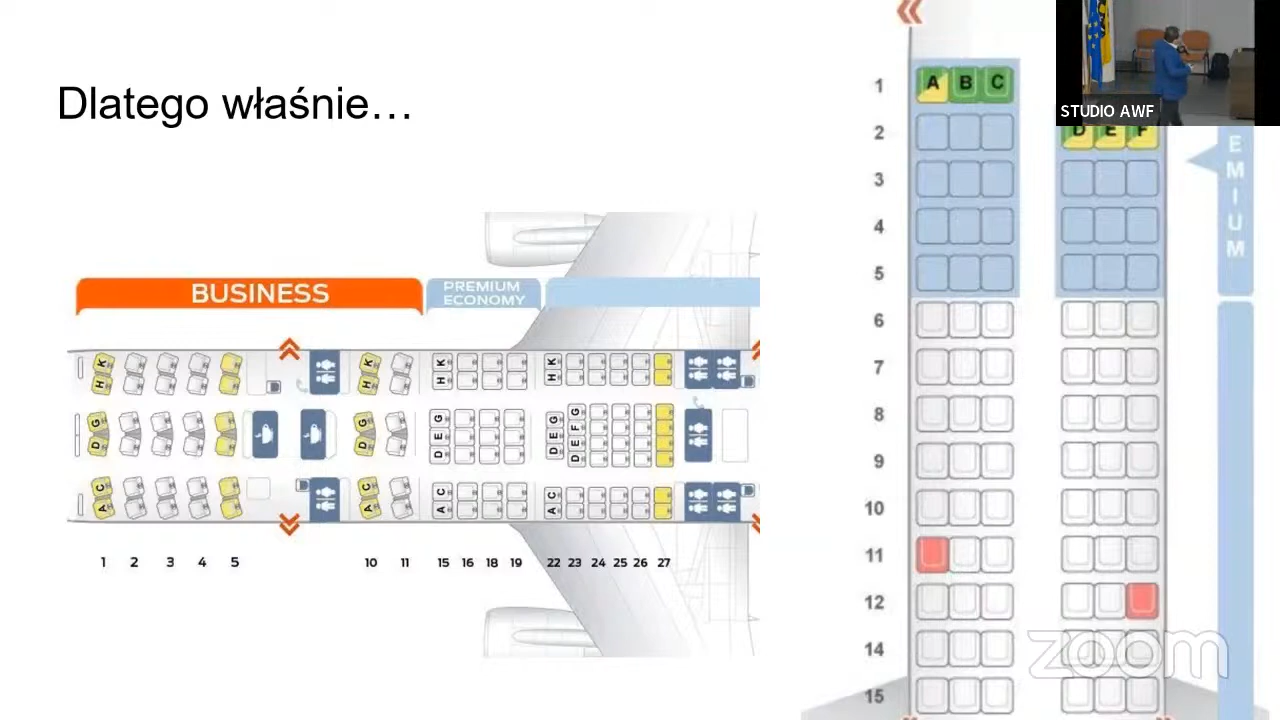 Dlatego właśnie...
BUSINESS
PREMIUM
ECONOMY
H K
H K
H K
H K
D G
D G
D E G
D E G
D E F G
A C
A C
A C
A C
1 2 3 4 5 10 11 15 16 18 19 22 23 24 25 26 27
1 A B C
2 D E F
3
4
5
6
7
8
9
10
11
12
14
15
EMIUM
STUDIO AWF
zoom